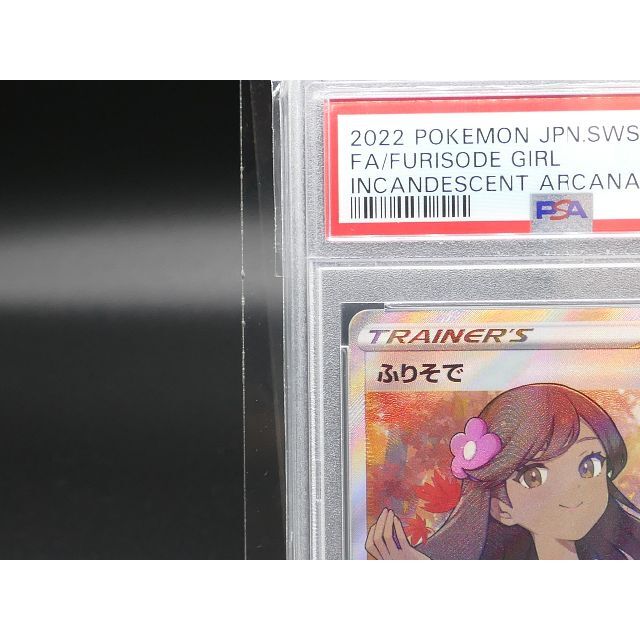 2022 POKEMON JPN.SWS
FA/FURISODE GIRL
INCANDESCENT ARCANA
PSA
TRAINER'S
ふりそで